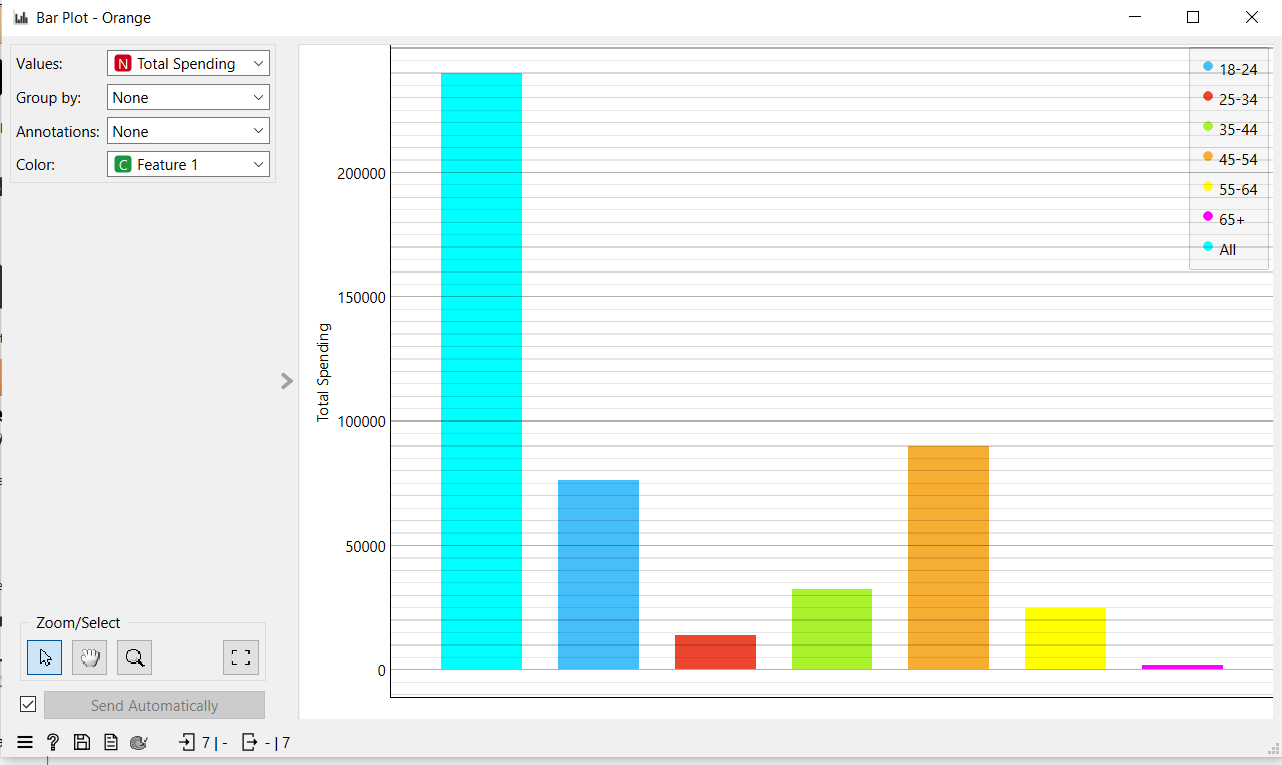 Bar Plot - Orange
Values: N Total Spending
Group by: None
Annotations: None
Color: C Feature 1
Total Spending
200000
150000
100000
50000
0
18-24
25-34
35-44
45-54
55-64
65+
All
Zoom/Select
Send Automatically
? 7 | - - | 7